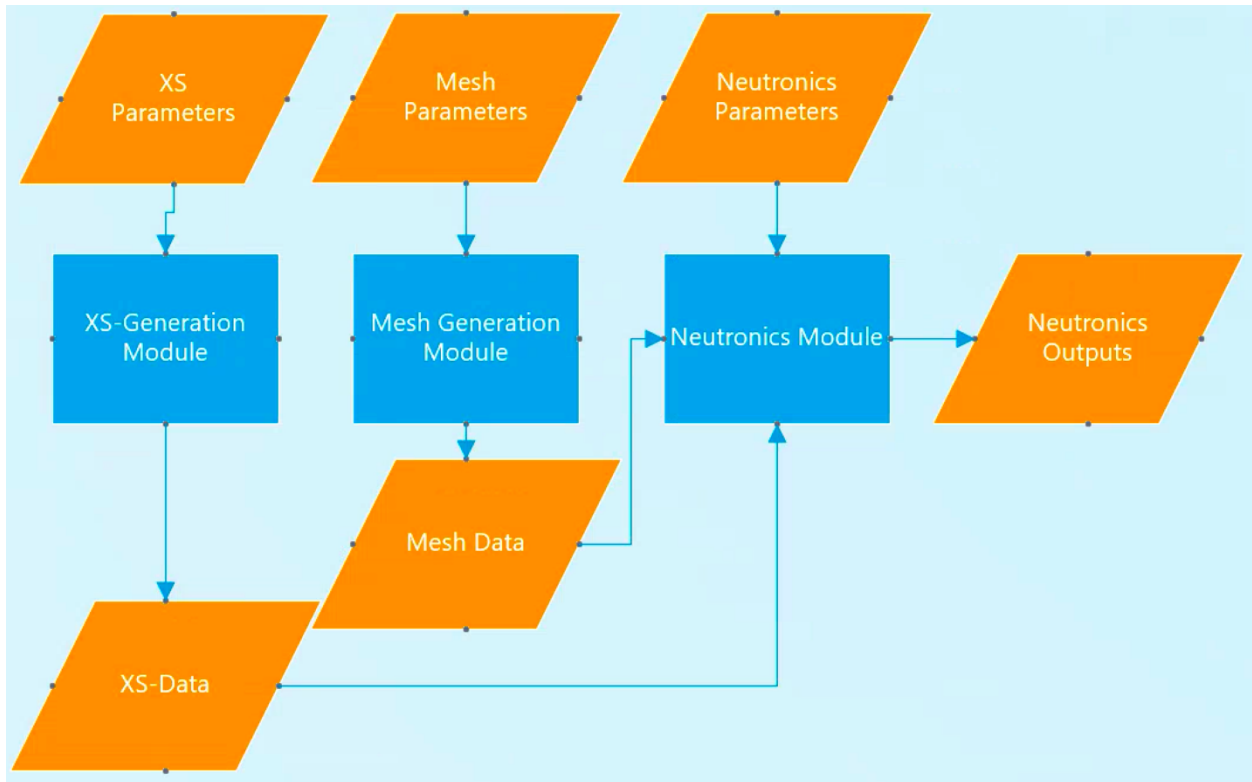 XS
Parameters
Mesh
Parameters
Neutronics
Parameters
XS-Generation
Module
Mesh Generation
Module
Neutronics Module
Neutronics
Outputs
Mesh Data
XS-Data